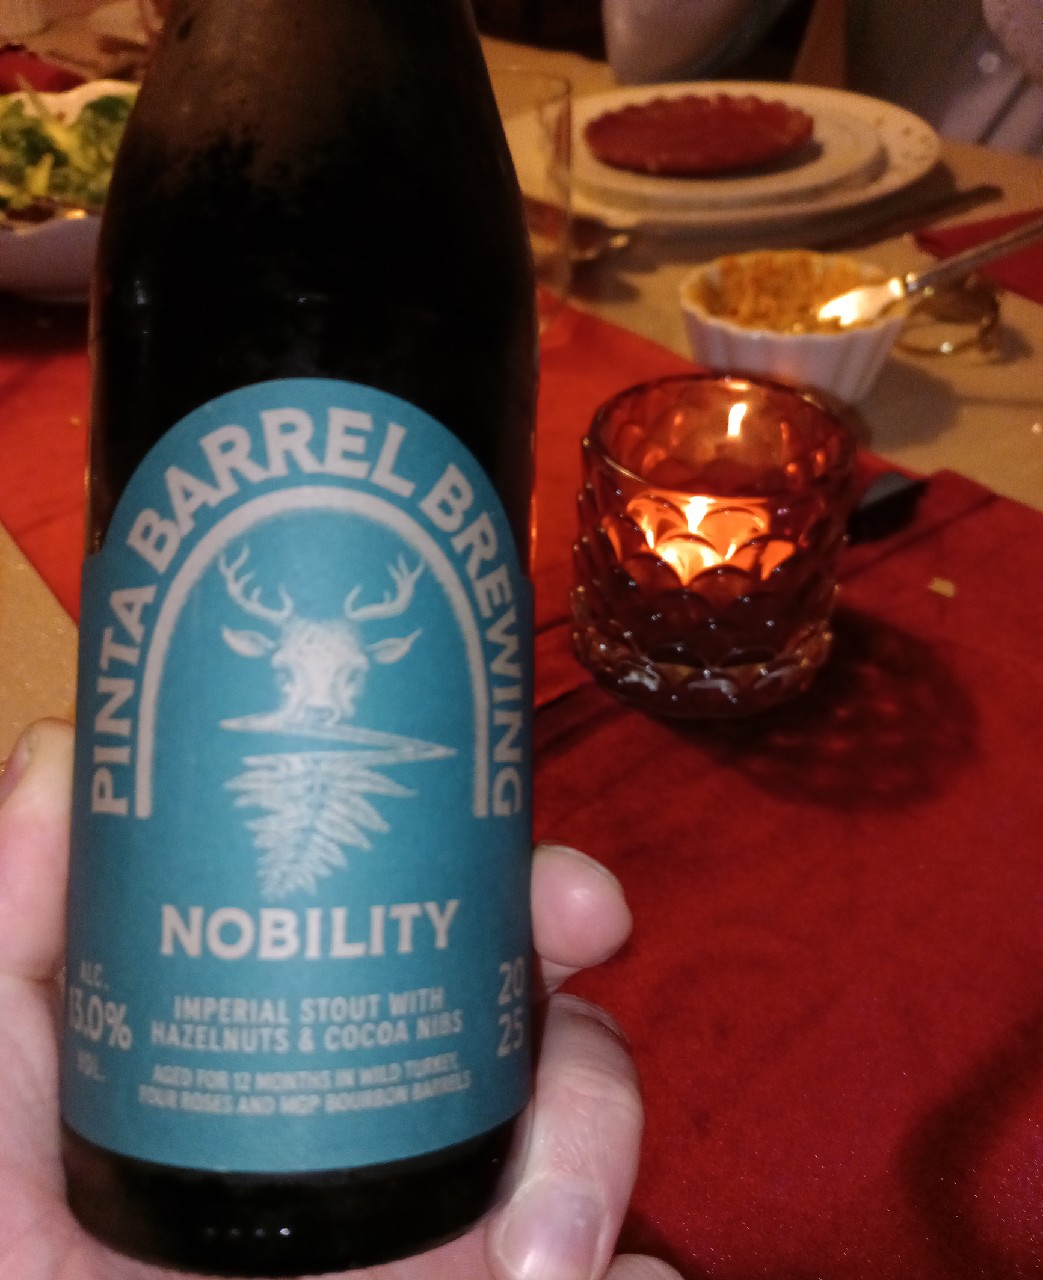 PINTA BARREL BREWING
NOBILITY
ALC.
13.0%
VOL.
IMPERIAL STOUT WITH
HAZELNUTS & COCOA NIBS
20
25
AGED FOR 12 MONTHS IN WILD TURKEY,
FOUR ROSES AND MGP BOURBON BARRELS